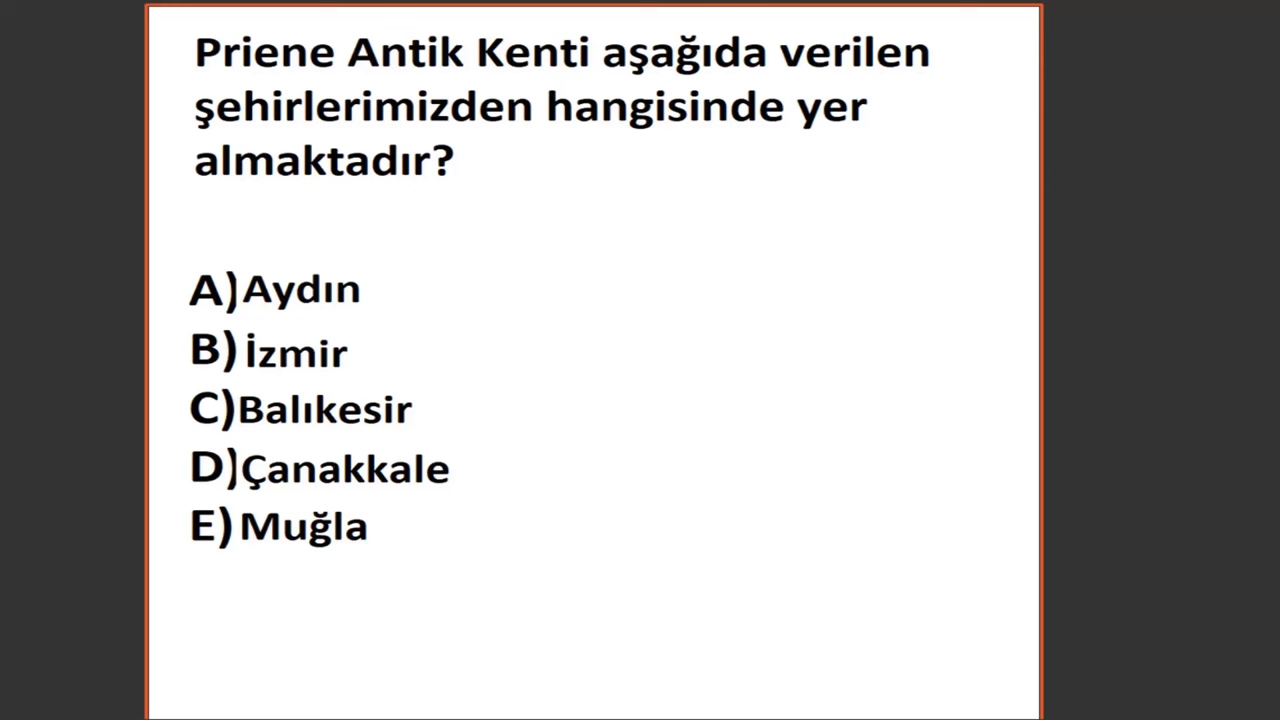 Priene Antik Kenti aşağıda verilen
şehirlerimizden hangisinde yer
almaktadır?
A)Aydın
B)İzmir
C)Balıkesir
D)Çanakkale
E)Muğla